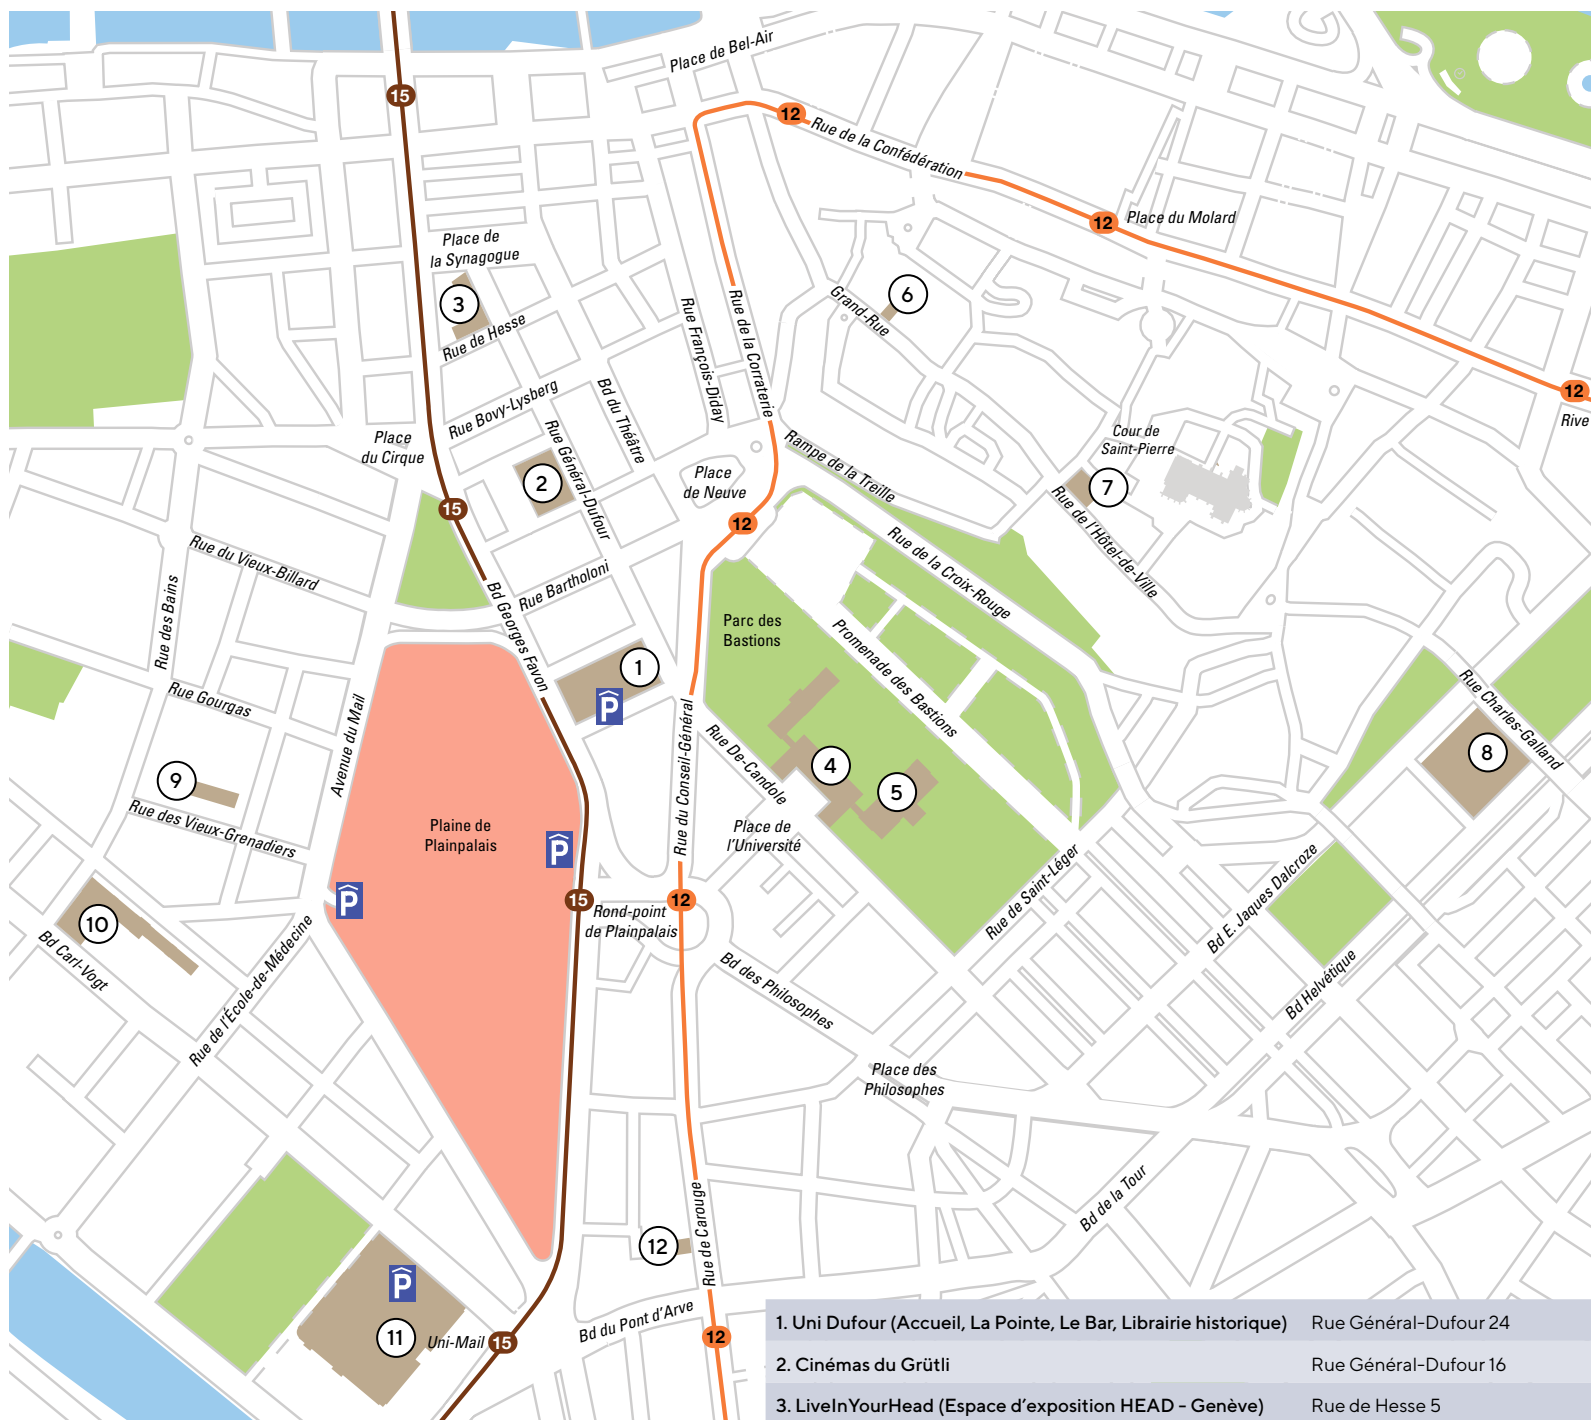 Place de Bel-Air
15
12
Rue de la Confédération
12
Place du Molard
Place de
la Synagogue
3
Rue de Hesse
6
Grand-Rue
Rue François-Diday
Rue de la Corraterie
12
Rive
Rue Bovy-Lysberg
Bd du Théâtre
Place
du Cirque
Rue Général-Dufour
2
Place
de Neuve
Rampe de la Treille
Cour de
Saint-Pierre
7
Rue de l'Hôtel-de-Ville
15
12
Rue du Vieux-Billard
Rue des Bains
Bd Georges Favon
Rue Bartholoni
Rue de la Croix-Rouge
Parc des
Bastions
Promenade des Bastions
1
P
Rue Gourgas
Avenue du Mail
Rue du Conseil-Général
Rue De-Candole
4
5
Rue Charles-Galland
8
9
Rue des Vieux-Grenadiers
Plaine de
Plainpalais
P
Place de
l'Université
Rue de Saint-Léger
Bd E. Jaques Dalcroze
P
10
Bd Carl-Vogt
Rue de l'École-de-Médecine
15
Rond-point
de Plainpalais
12
Bd des Philosophes
Bd Helvétique
Place des
Philosophes
Bd de la Tour
12
Rue de Carouge
P
11
Uni-Mail
15
Bd du Pont d'Arve
12
1. Uni Dufour (Accueil, La Pointe, Le Bar, Librairie historique) Rue Général-Dufour 24
2. Cinémas du Grütli Rue Général-Dufour 16
3. LiveInYourHead (Espace d'exposition HEAD - Genève) Rue de Hesse 5